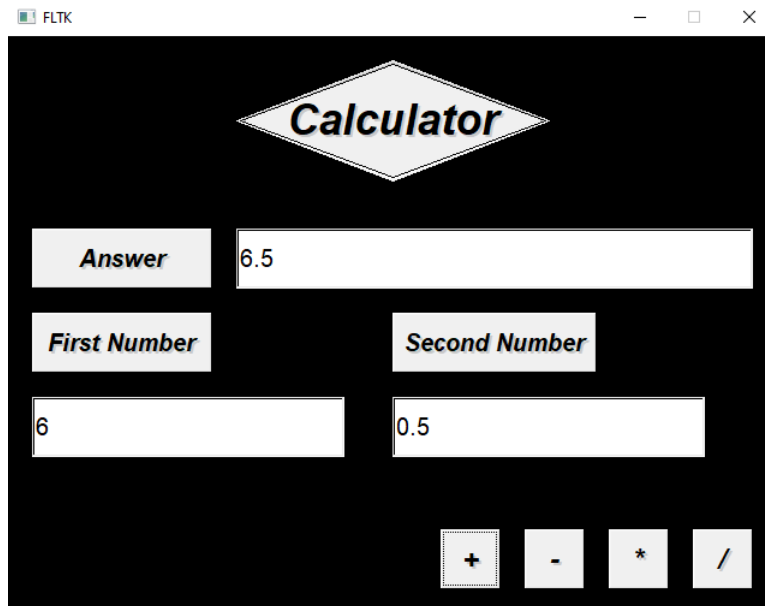 FLTK
Calculator
Answer 6.5
First Number Second Number
6 0.5
+ - * /